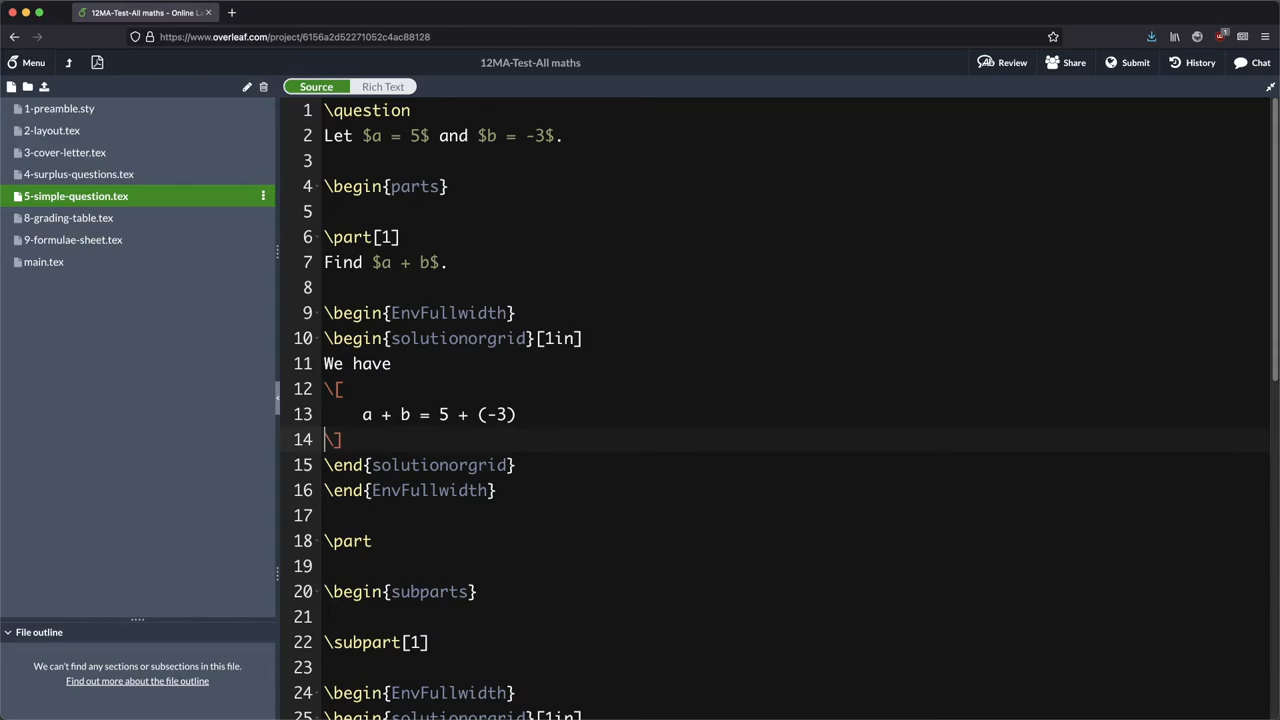 12MA-Test-All maths - Online L
https://www.overleaf.com/project/6156a2d52271052c4ac88128
1
Menu
12MA-Test-All maths
Review
Share
Submit
History
Chat
Source
Rich Text
1-preamble.sty
2-layout.tex
3-cover-letter.tex
4-surplus-questions.tex
5-simple-question.tex
8-grading-table.tex
9-formulae-sheet.tex
main.tex
File outline
We can't find any sections or subsections in this file.
Find out more about the file outline
1 \question
2 Let $a = 5$ and $b = -3$.
3
4 \begin{parts}
5
6 \part[1]
7 Find $a + b$.
8
9 \begin{EnvFullwidth}
10 \begin{solutionorgrid}[1in]
11 We have
12 \[
13 a + b = 5 + (-3)
14 \]
15 \end{solutionorgrid}
16 \end{EnvFullwidth}
17
18 \part
19
20 \begin{subparts}
21
22 \subpart[1]
23
24 \begin{EnvFullwidth}
25 \begin{solutionorgrid}[1in]